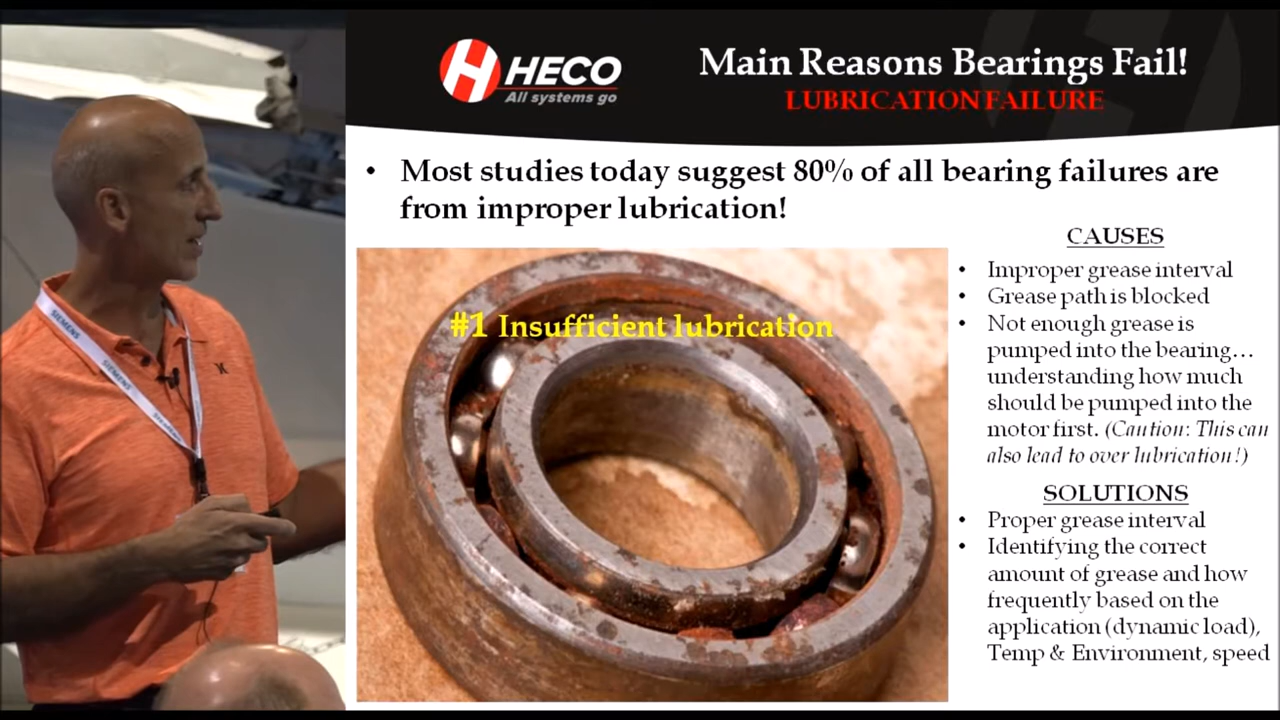 HECO
All systems go
Main Reasons Bearings Fail!
LUBRICATION FAILURE
• Most studies today suggest 80% of all bearing failures are
from improper lubrication!
#1 Insufficient lubrication
CAUSES
• Improper grease interval
• Grease path is blocked
• Not enough grease is
pumped into the bearing…
understanding how much
should be pumped into the
motor first. (Caution: This can
also lead to over lubrication!)
SOLUTIONS
• Proper grease interval
• Identifying the correct
amount of grease and how
frequently based on the
application (dynamic load),
Temp & Environment, speed
SIEMENS
SIEMENS
SIEMENS